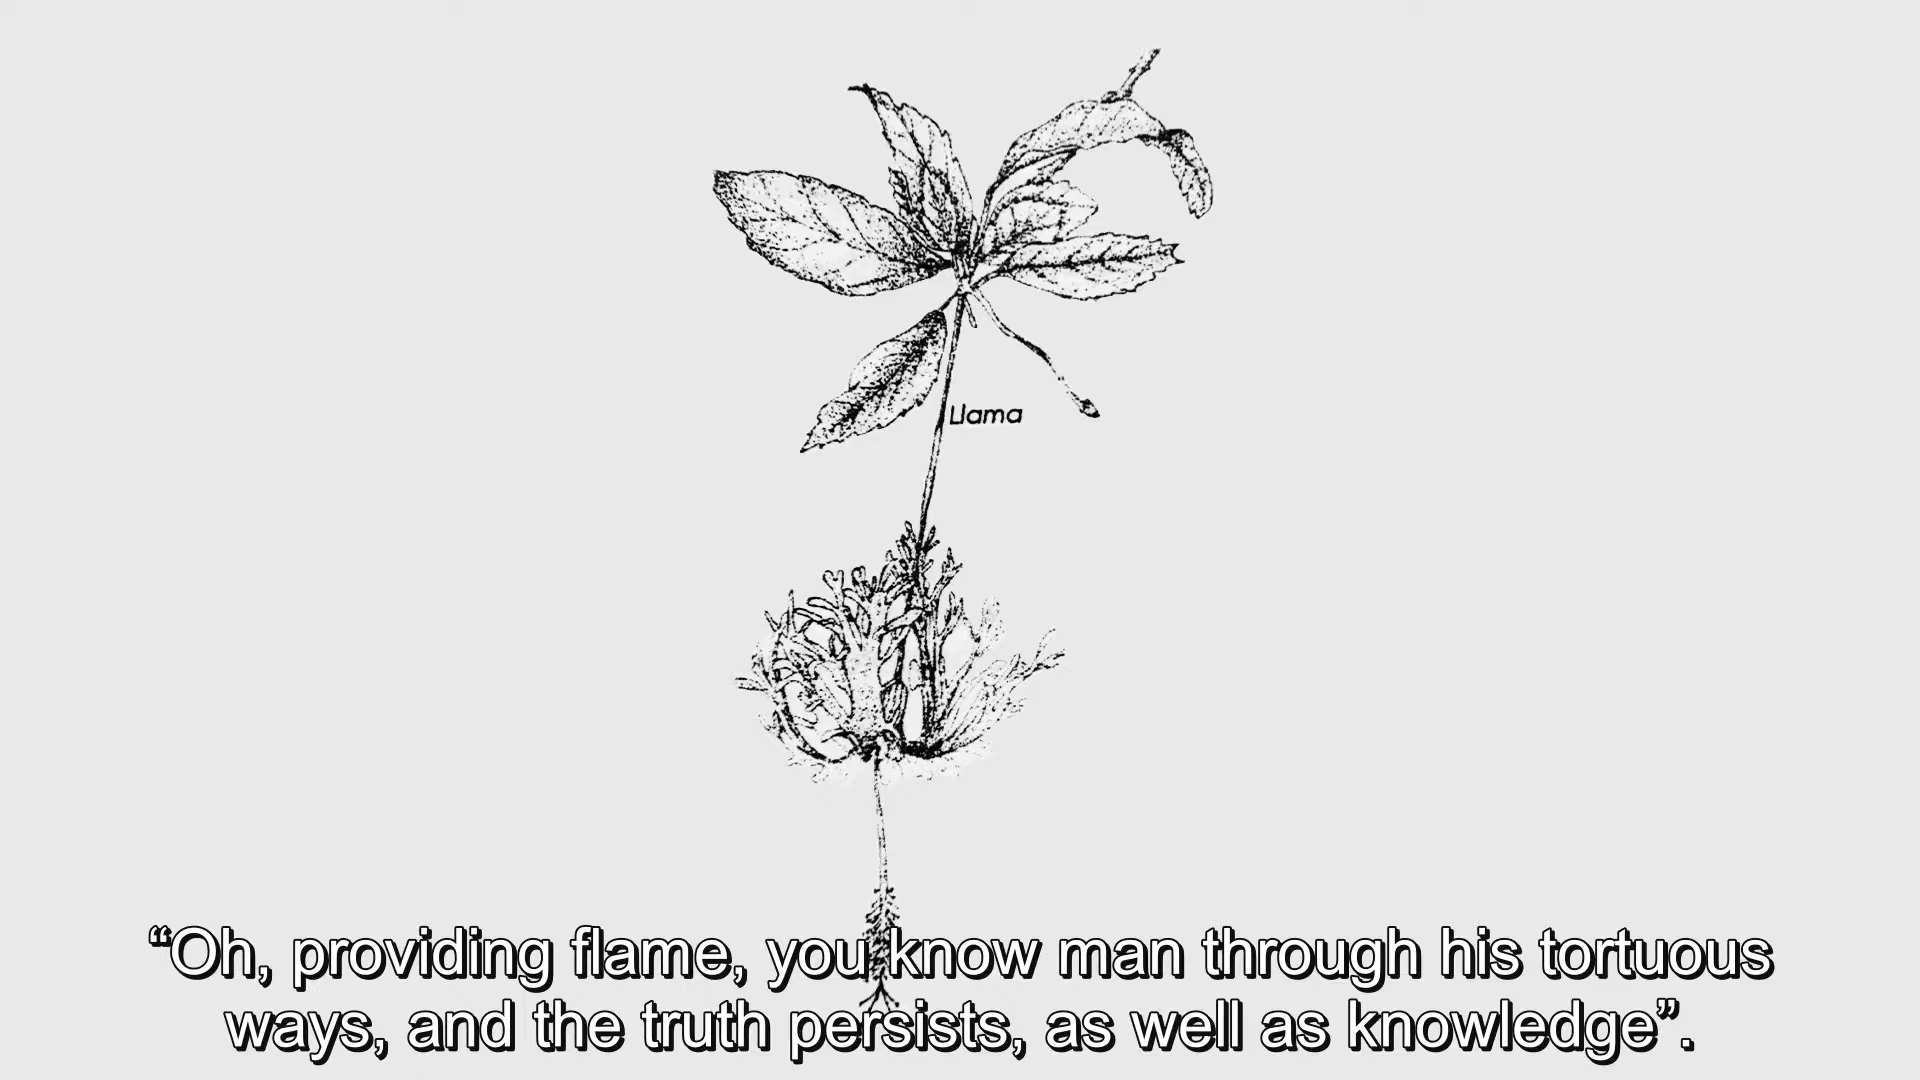 Llama
“Oh, providing flame, you know man through his tortuous
ways, and the truth persists, as well as knowledge”.